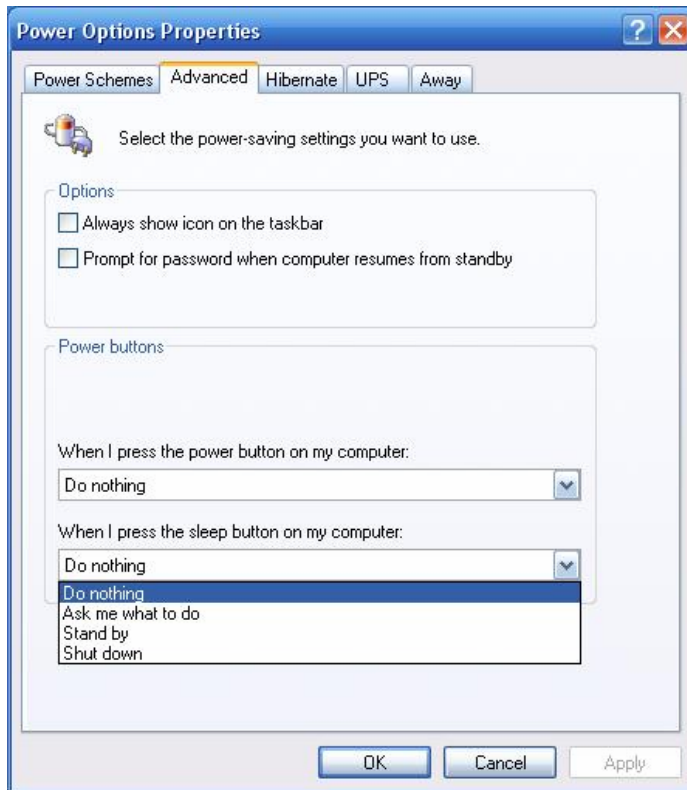 Power Options Properties
Power Schemes Advanced Hibernate UPS Away
Select the power-saving settings you want to use.
Options
Always show icon on the taskbar
Prompt for password when computer resumes from standby
Power buttons
When I press the power button on my computer:
Do nothing
When I press the sleep button on my computer:
Do nothing
Do nothing
Ask me what to do
Stand by
Shut down
OK Cancel Apply